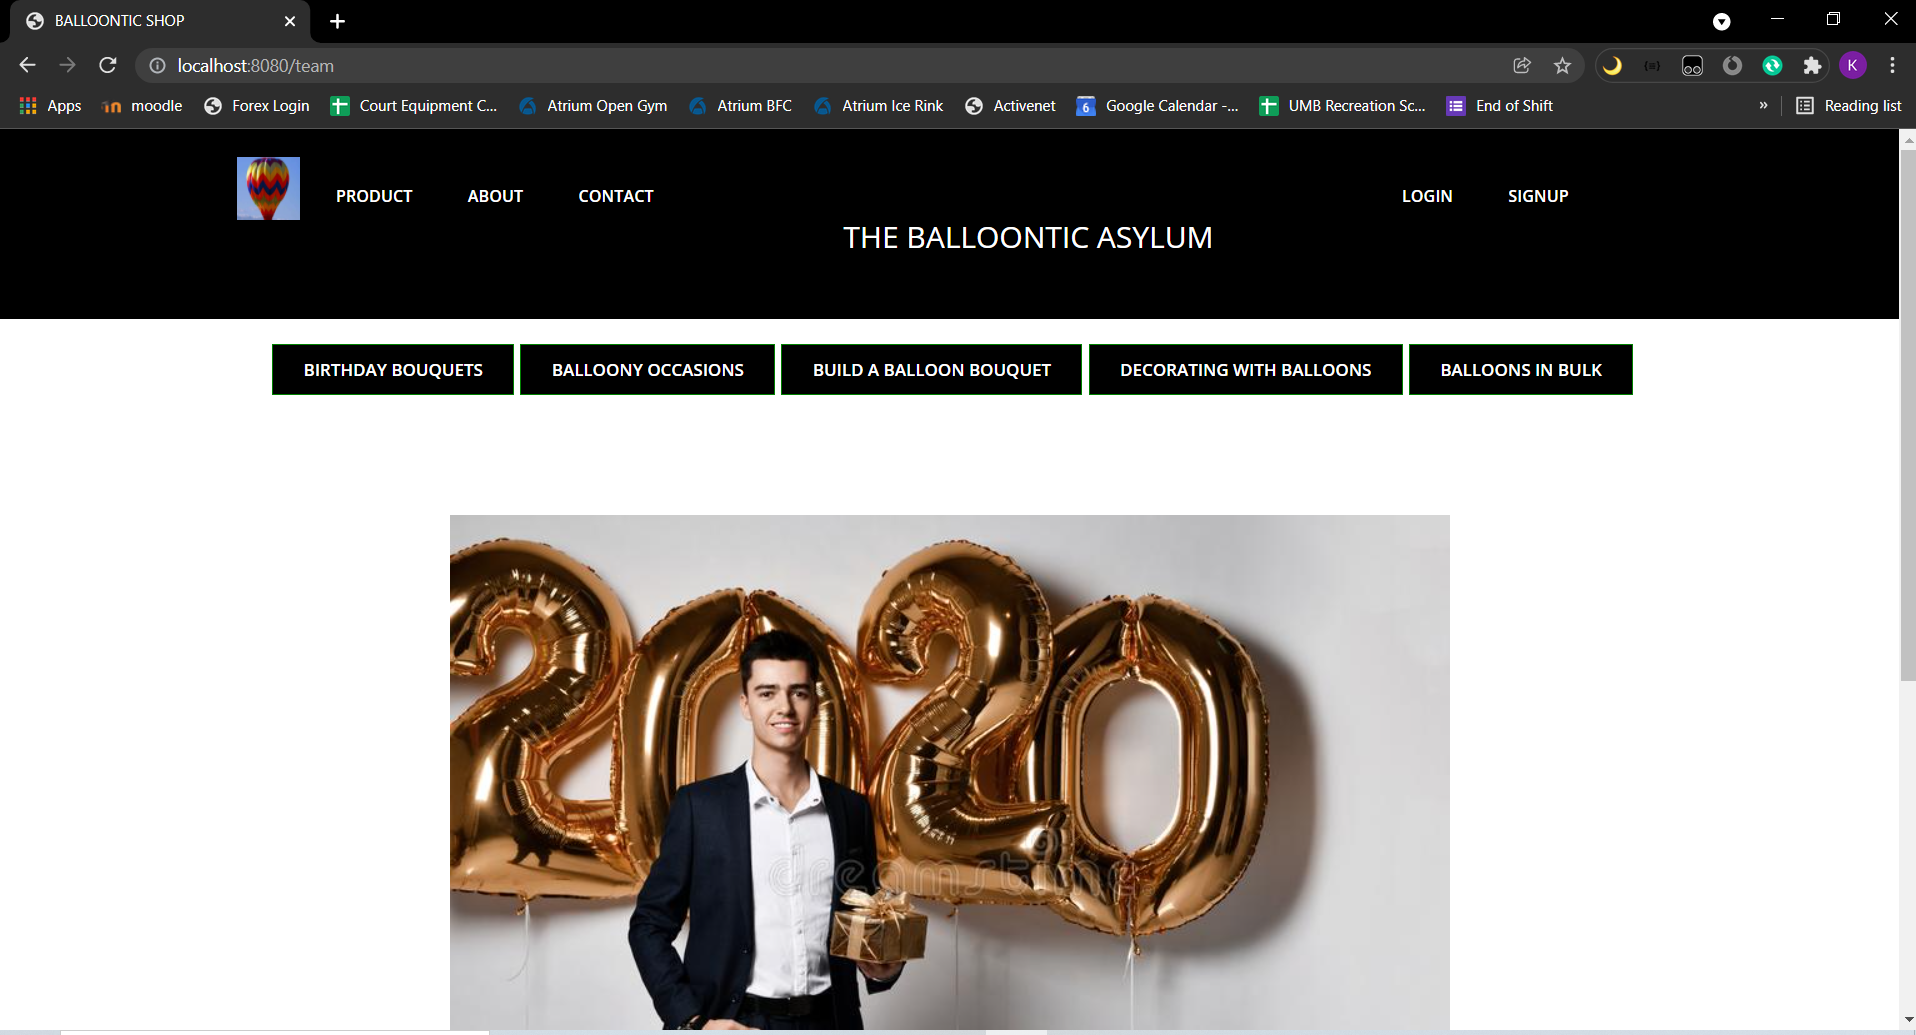 BALLOONTIC SHOP
localhost:8080/team
K
Apps moodle Forex Login Court Equipment C... Atrium Open Gym Atrium BFC Atrium Ice Rink Activenet 6 Google Calendar -... UMB Recreation Sc... End of Shift » Reading list
PRODUCT ABOUT CONTACT LOGIN SIGNUP
THE BALLOONTIC ASYLUM
BIRTHDAY BOUQUETS BALLOONY OCCASIONS BUILD A BALLOON BOUQUET DECORATING WITH BALLOONS BALLOONS IN BULK
2020
dreamstime